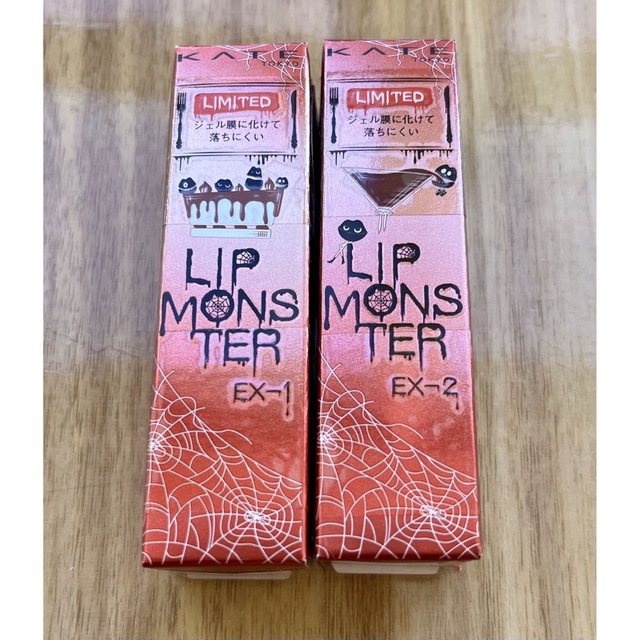 KATE
TOKYO
LIMITED
ジェル膜に化けて
落ちにくい
LIP
MONS
TER
EX-1
KATE
TOKYO
LIMITED
ジェル膜に化けて
落ちにくい
LIP
MONS
TER
EX-2